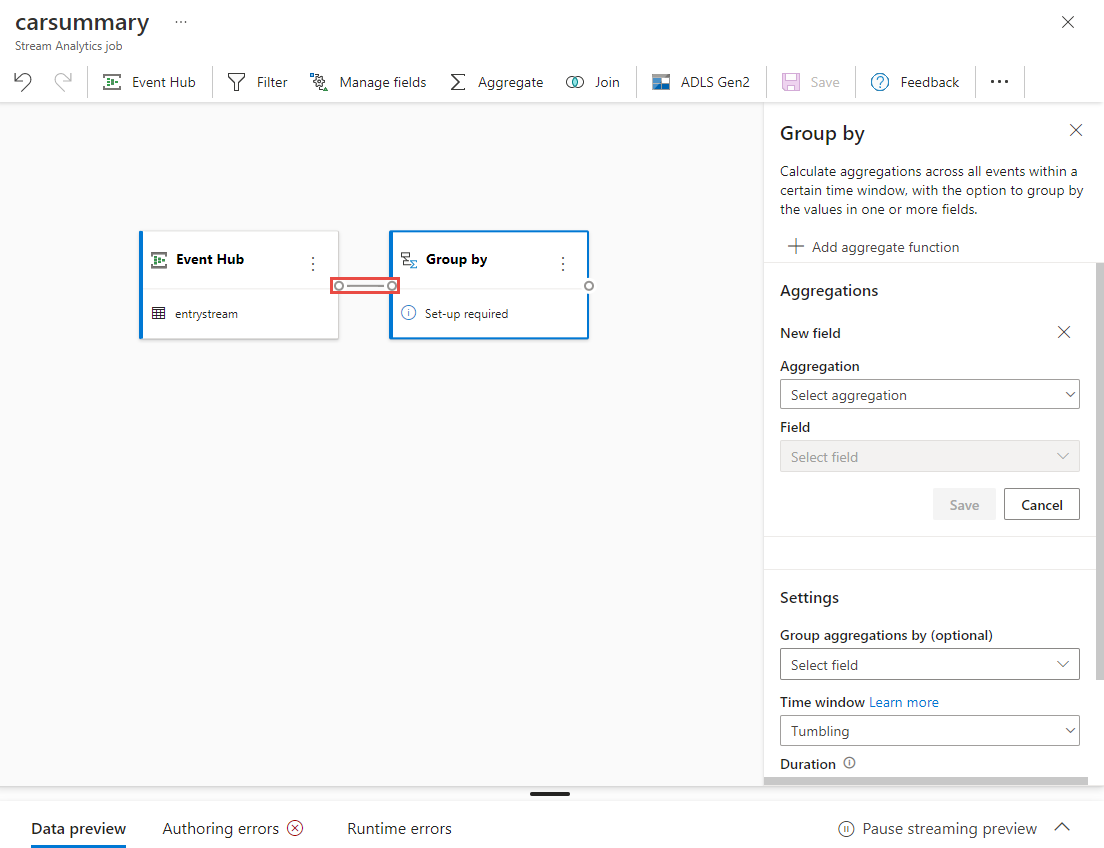 carsummary ...
Stream Analytics job
Event Hub Filter Manage fields Aggregate Join ADLS Gen2 Save Feedback ...
Event Hub
entrystream
Group by
Set-up required
Group by
Calculate aggregations across all events within a
certain time window, with the option to group by
the values in one or more fields.
Add aggregate function
Aggregations
New field
Aggregation
Select aggregation
Field
Select field
Save Cancel
Settings
Group aggregations by (optional)
Select field
Time window Learn more
Tumbling
Duration
Data preview Authoring errors Runtime errors Pause streaming preview